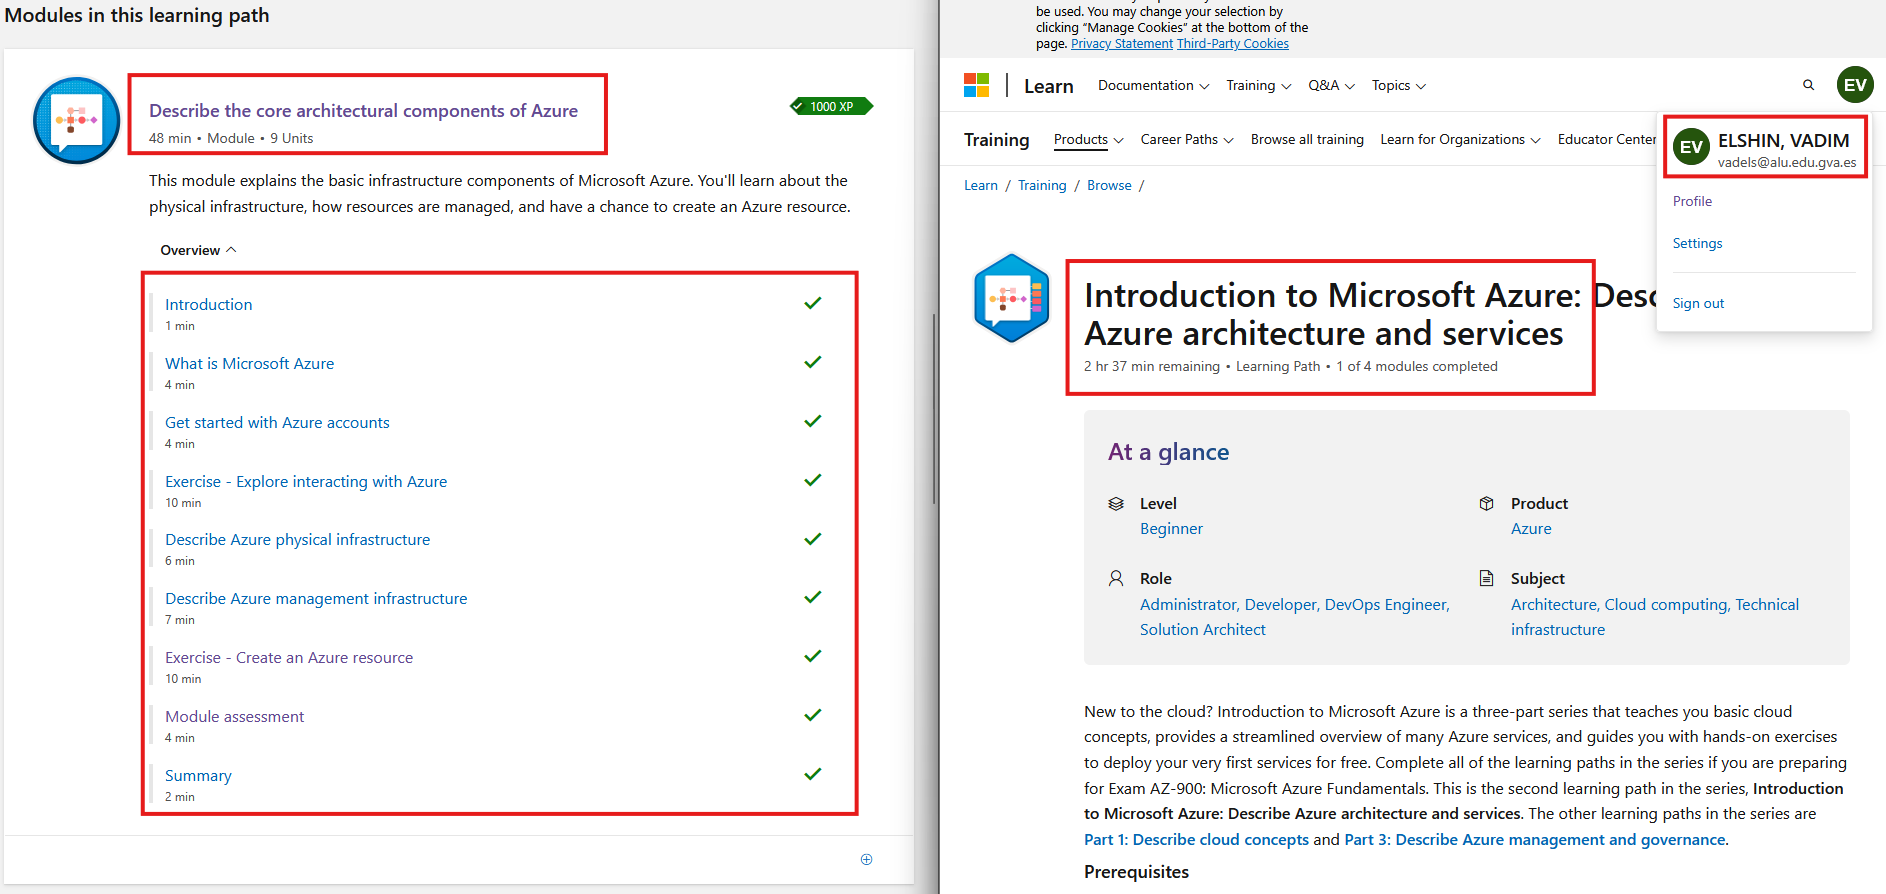 Modules in this learning path
Describe the core architectural components of Azure
1000 XP
48 min • Module • 9 Units
This module explains the basic infrastructure components of Microsoft Azure. You'll learn about the
physical infrastructure, how resources are managed, and have a chance to create an Azure resource.
Overview
Introduction
1 min
What is Microsoft Azure
4 min
Get started with Azure accounts
4 min
Exercise - Explore interacting with Azure
10 min
Describe Azure physical infrastructure
6 min
Describe Azure management infrastructure
7 min
Exercise - Create an Azure resource
10 min
Module assessment
4 min
Summary
2 min
be used. You may change your selection by
clicking “Manage Cookies” at the bottom of the
page. Privacy Statement Third-Party Cookies
Learn Documentation Training Q&A Topics
EV
Training Products Career Paths Browse all training Learn for Organizations Educator Center
EV ELSHIN, VADIM
vadels@alu.edu.gva.es
Profile
Settings
Sign out
Learn / Training / Browse /
Introduction to Microsoft Azure: Desc
Azure architecture and services
2 hr 37 min remaining • Learning Path • 1 of 4 modules completed
At a glance
Level
Beginner
Product
Azure
Role
Administrator, Developer, DevOps Engineer,
Solution Architect
Subject
Architecture, Cloud computing, Technical
infrastructure
New to the cloud? Introduction to Microsoft Azure is a three-part series that teaches you basic cloud
concepts, provides a streamlined overview of many Azure services, and guides you with hands-on exercises
to deploy your very first services for free. Complete all of the learning paths in the series if you are preparing
for Exam AZ-900: Microsoft Azure Fundamentals. This is the second learning path in the series, Introduction
to Microsoft Azure: Describe Azure architecture and services. The other learning paths in the series are
Part 1: Describe cloud concepts and Part 3: Describe Azure management and governance.
Prerequisites